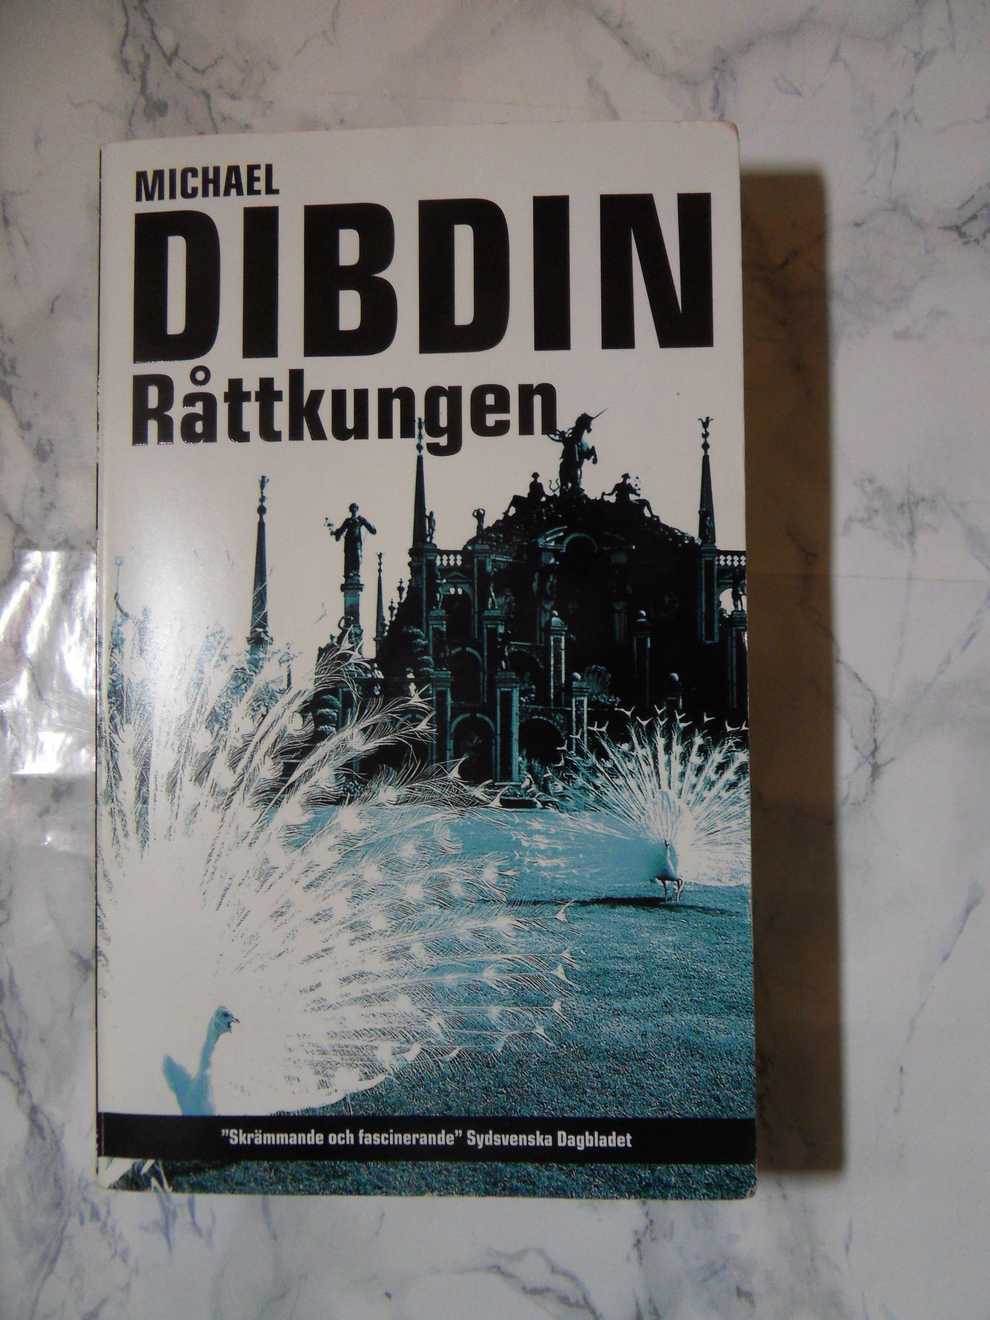 MICHAEL
DIBDIN
Råttkungen
”Skrämmande och fascinerande” Sydsvenska Dagbladet